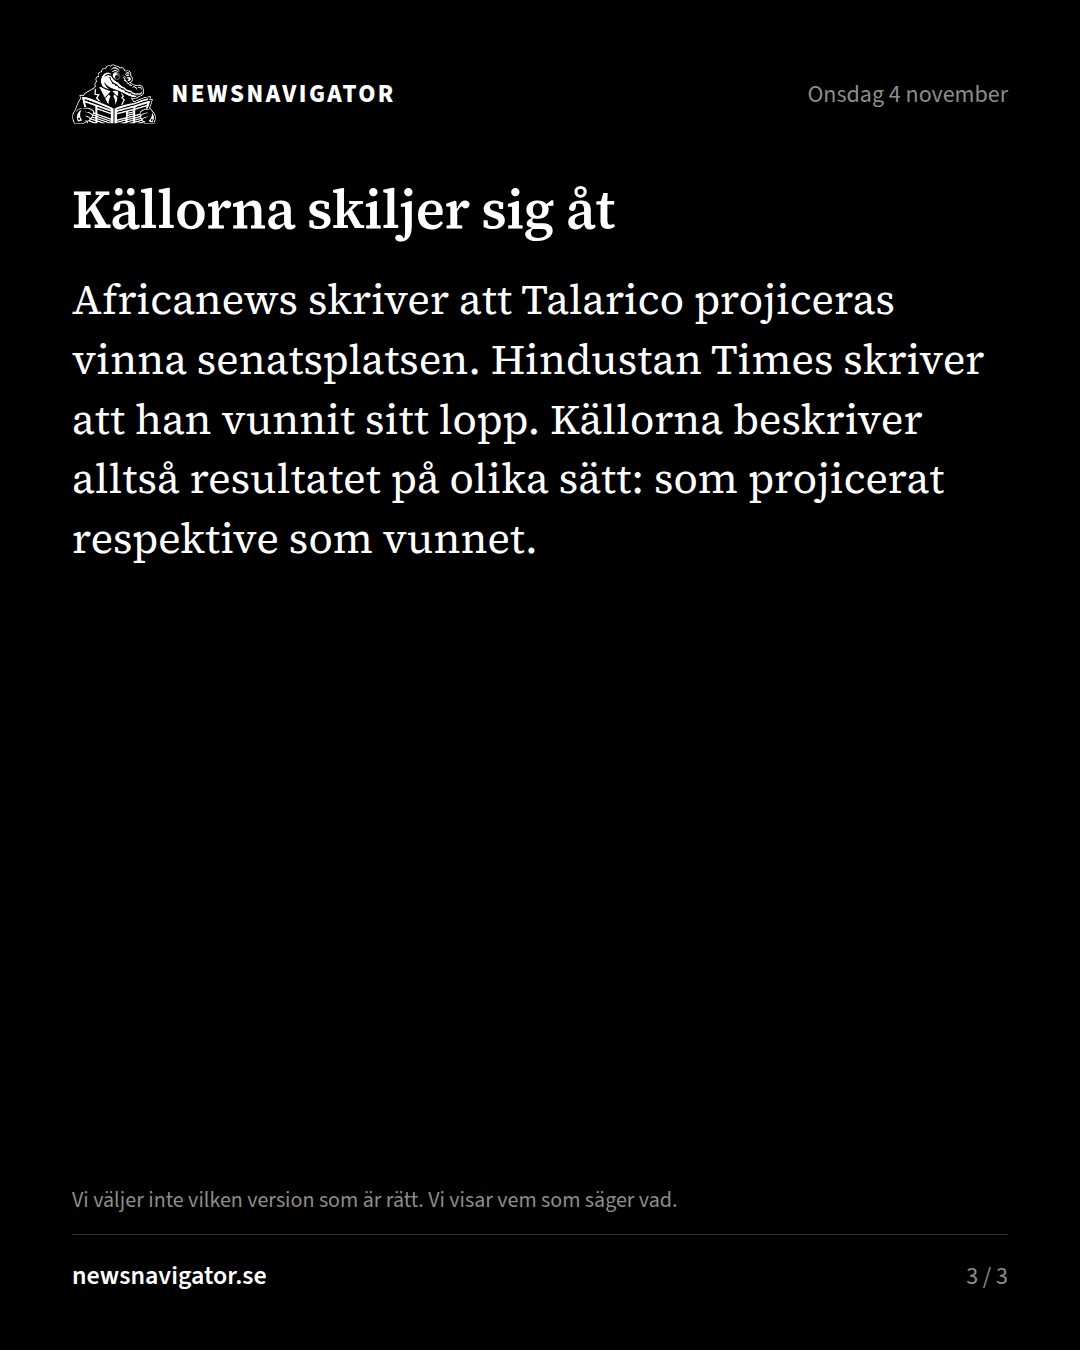 NEWSNAVIGATOR
Onsdag 4 november
Källorna skiljer sig åt
Africanews skriver att Talarico projiceras
vinna senatsplatsen. Hindustan Times skriver
att han vunnit sitt lopp. Källorna beskriver
alltså resultatet på olika sätt: som projicerat
respektive som vunnet.
Vi väljer inte vilken version som är rätt. Vi visar vem som säger vad.
newsnavigator.se
3 / 3